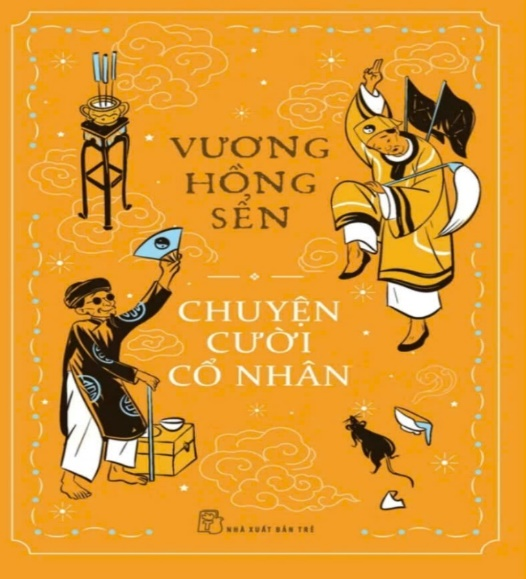 VƯƠNG
HỒNG
SỂN
CHUYỆN
CƯỜI
CỔ NHÂN
NHÀ XUẤT BẢN TRẺ